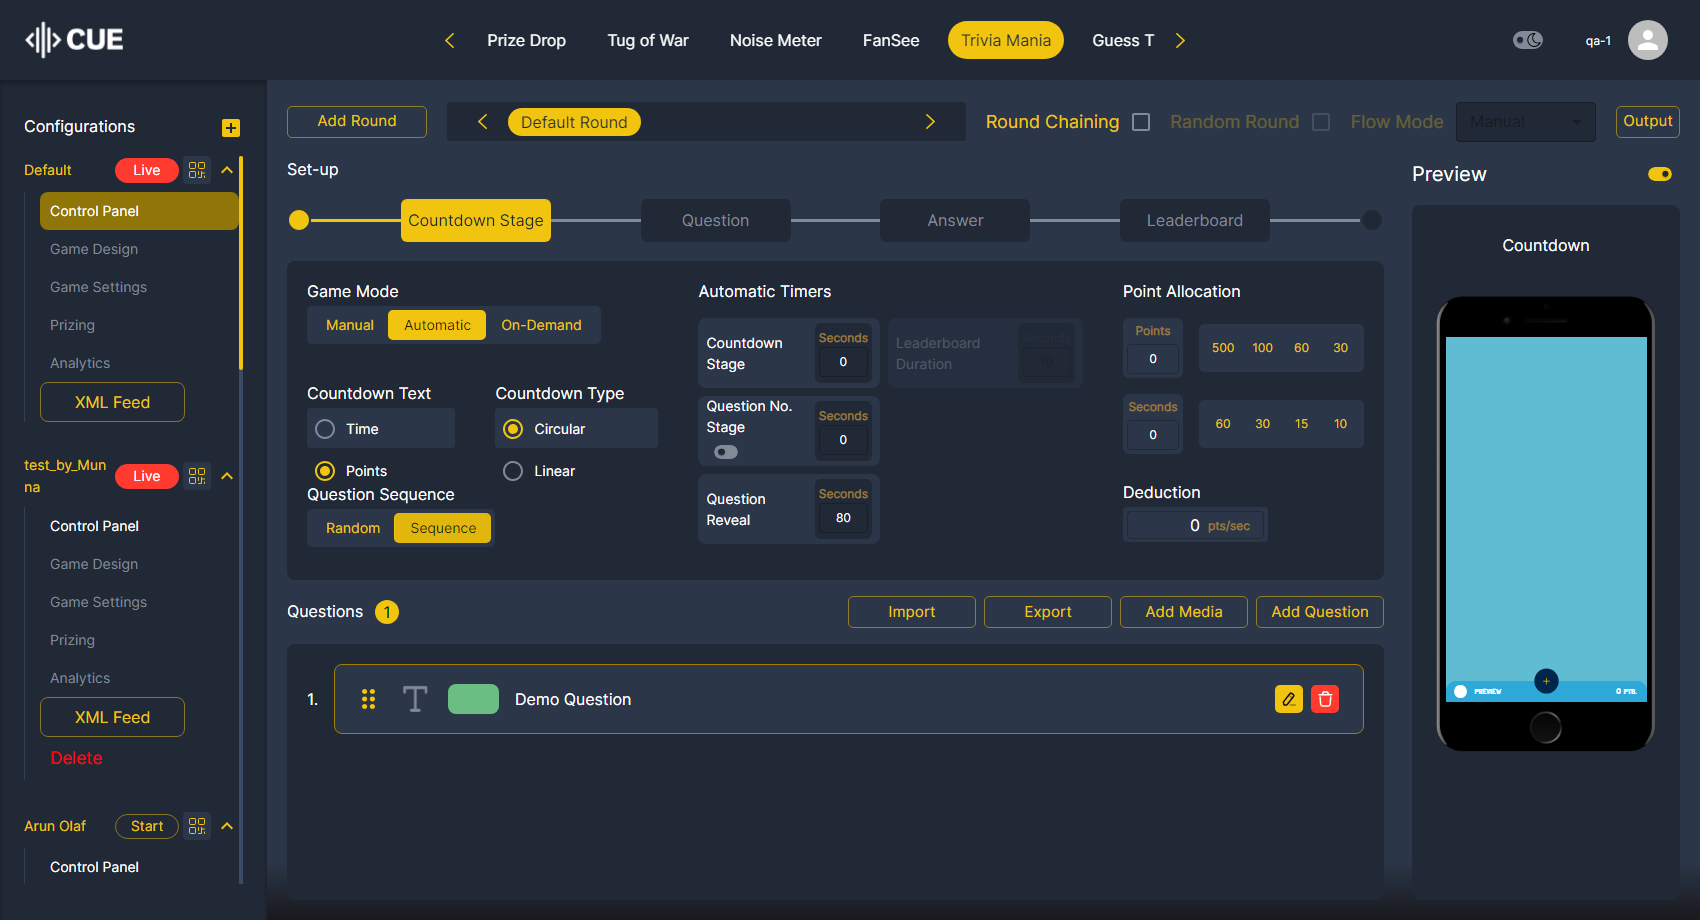 CUE
Prize Drop
Tug of War
Noise Meter
FanSee
Trivia Mania
Guess T
qa-1
Configurations
Default
Live
Control Panel
Game Design
Game Settings
Prizing
Analytics
XML Feed
test_by_Mun
na
Live
Control Panel
Game Design
Game Settings
Prizing
Analytics
XML Feed
Delete
Arun Olaf
Start
Control Panel
Add Round
Default Round
Round Chaining
Random Round
Flow Mode
Manual
Output
Set-up
Countdown Stage
Question
Answer
Leaderboard
Game Mode
Manual
Automatic
On-Demand
Countdown Text
Time
Points
Countdown Type
Circular
Linear
Question Sequence
Random
Sequence
Automatic Timers
Countdown
Stage
Seconds
0
Leaderboard
Duration
Seconds
10
Question No.
Stage
Seconds
0
Question
Reveal
Seconds
80
Point Allocation
Points
0
500
100
60
30
Seconds
0
60
30
15
10
Deduction
0 pts/sec
Questions 1
Import
Export
Add Media
Add Question
1.
Demo Question
Preview
Countdown
PREVIEW
0 PTS.